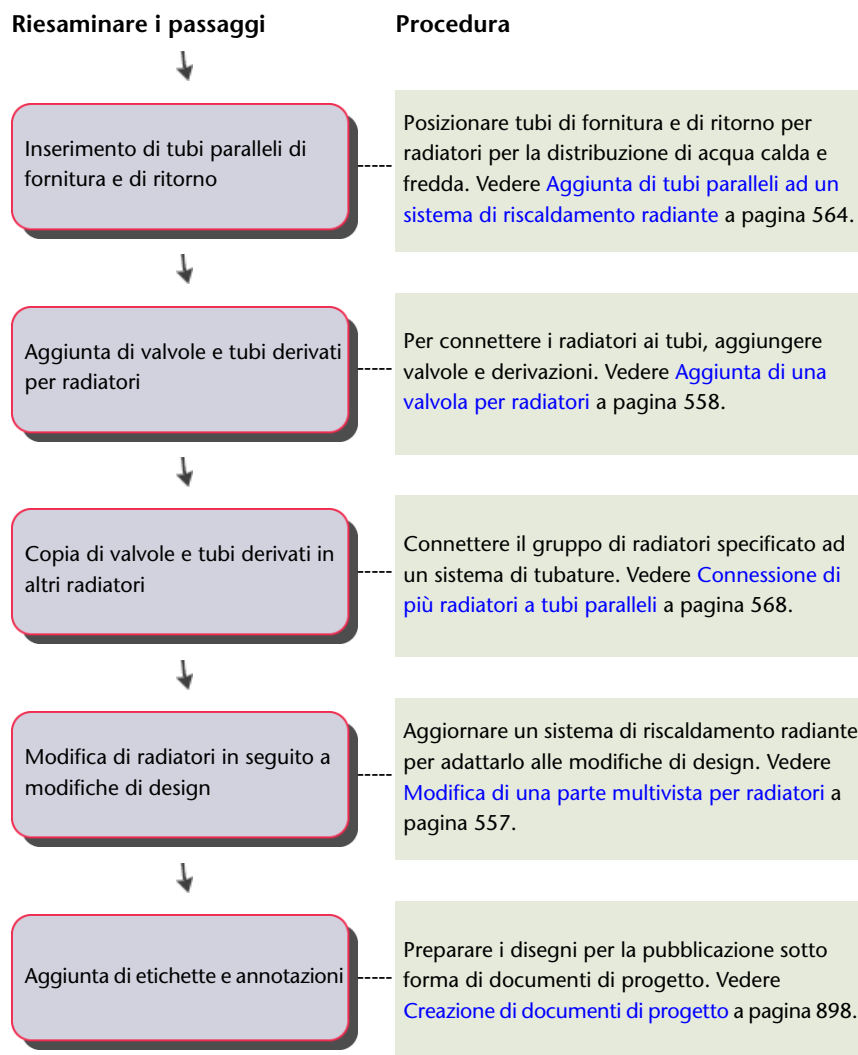 Riesaminare i passaggi
Procedura
Inserimento di tubi paralleli di
fornitura e di ritorno
Posizionare tubi di fornitura e di ritorno per
radiatori per la distribuzione di acqua calda e
fredda. Vedere Aggiunta di tubi paralleli ad un
sistema di riscaldamento radiante a pagina 564.
Aggiunta di valvole e tubi derivati
per radiatori
Per connettere i radiatori ai tubi, aggiungere
valvole e derivazioni. Vedere Aggiunta di una
valvola per radiatori a pagina 558.
Copia di valvole e tubi derivati in
altri radiatori
Connettere il gruppo di radiatori specificato ad
un sistema di tubature. Vedere Connessione di
più radiatori a tubi paralleli a pagina 568.
Modifica di radiatori in seguito a
modifiche di design
Aggiornare un sistema di riscaldamento radiante
per adattarlo alle modifiche di design. Vedere
Modifica di una parte multivista per radiatori a
pagina 557.
Aggiunta di etichette e annotazioni
Preparare i disegni per la pubblicazione sotto
forma di documenti di progetto. Vedere
Creazione di documenti di progetto a pagina 898.